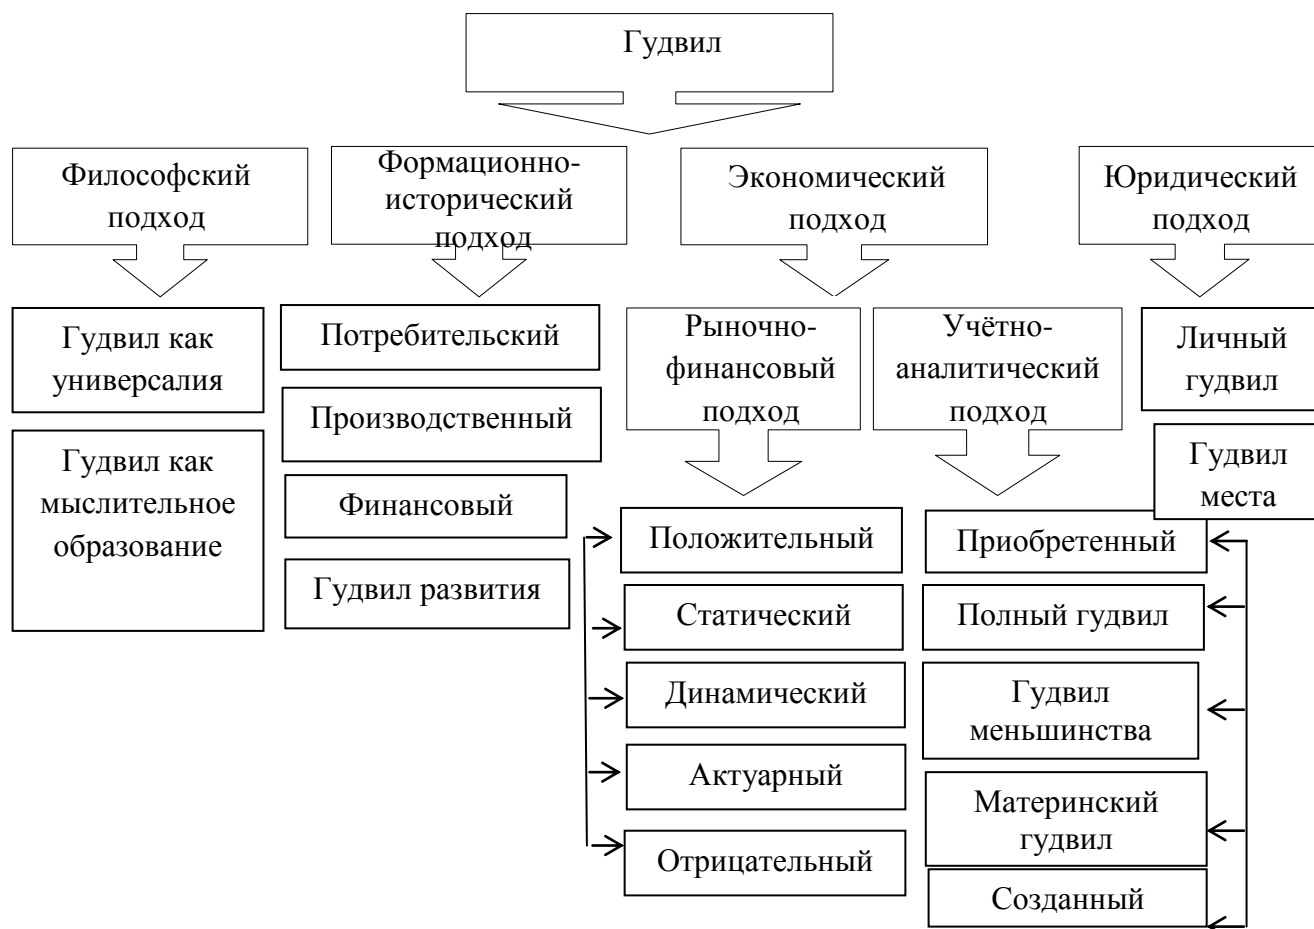 Гудвил
Философский
подход
Формационно-
исторический
подход
Экономический
подход
Юридический
подход
Гудвил как
универсалия
Гудвил как
мыслительное
образование
Потребительский
Производственный
Финансовый
Гудвил развития
Рыночно-
финансовый
подход
Положительный
Статический
Динамический
Актуарный
Отрицательный
Учётно-
аналитический
подход
Приобретенный
Полный гудвил
Гудвил
меньшинства
Материнский
гудвил
Созданный
Личный
гудвил
Гудвил
места